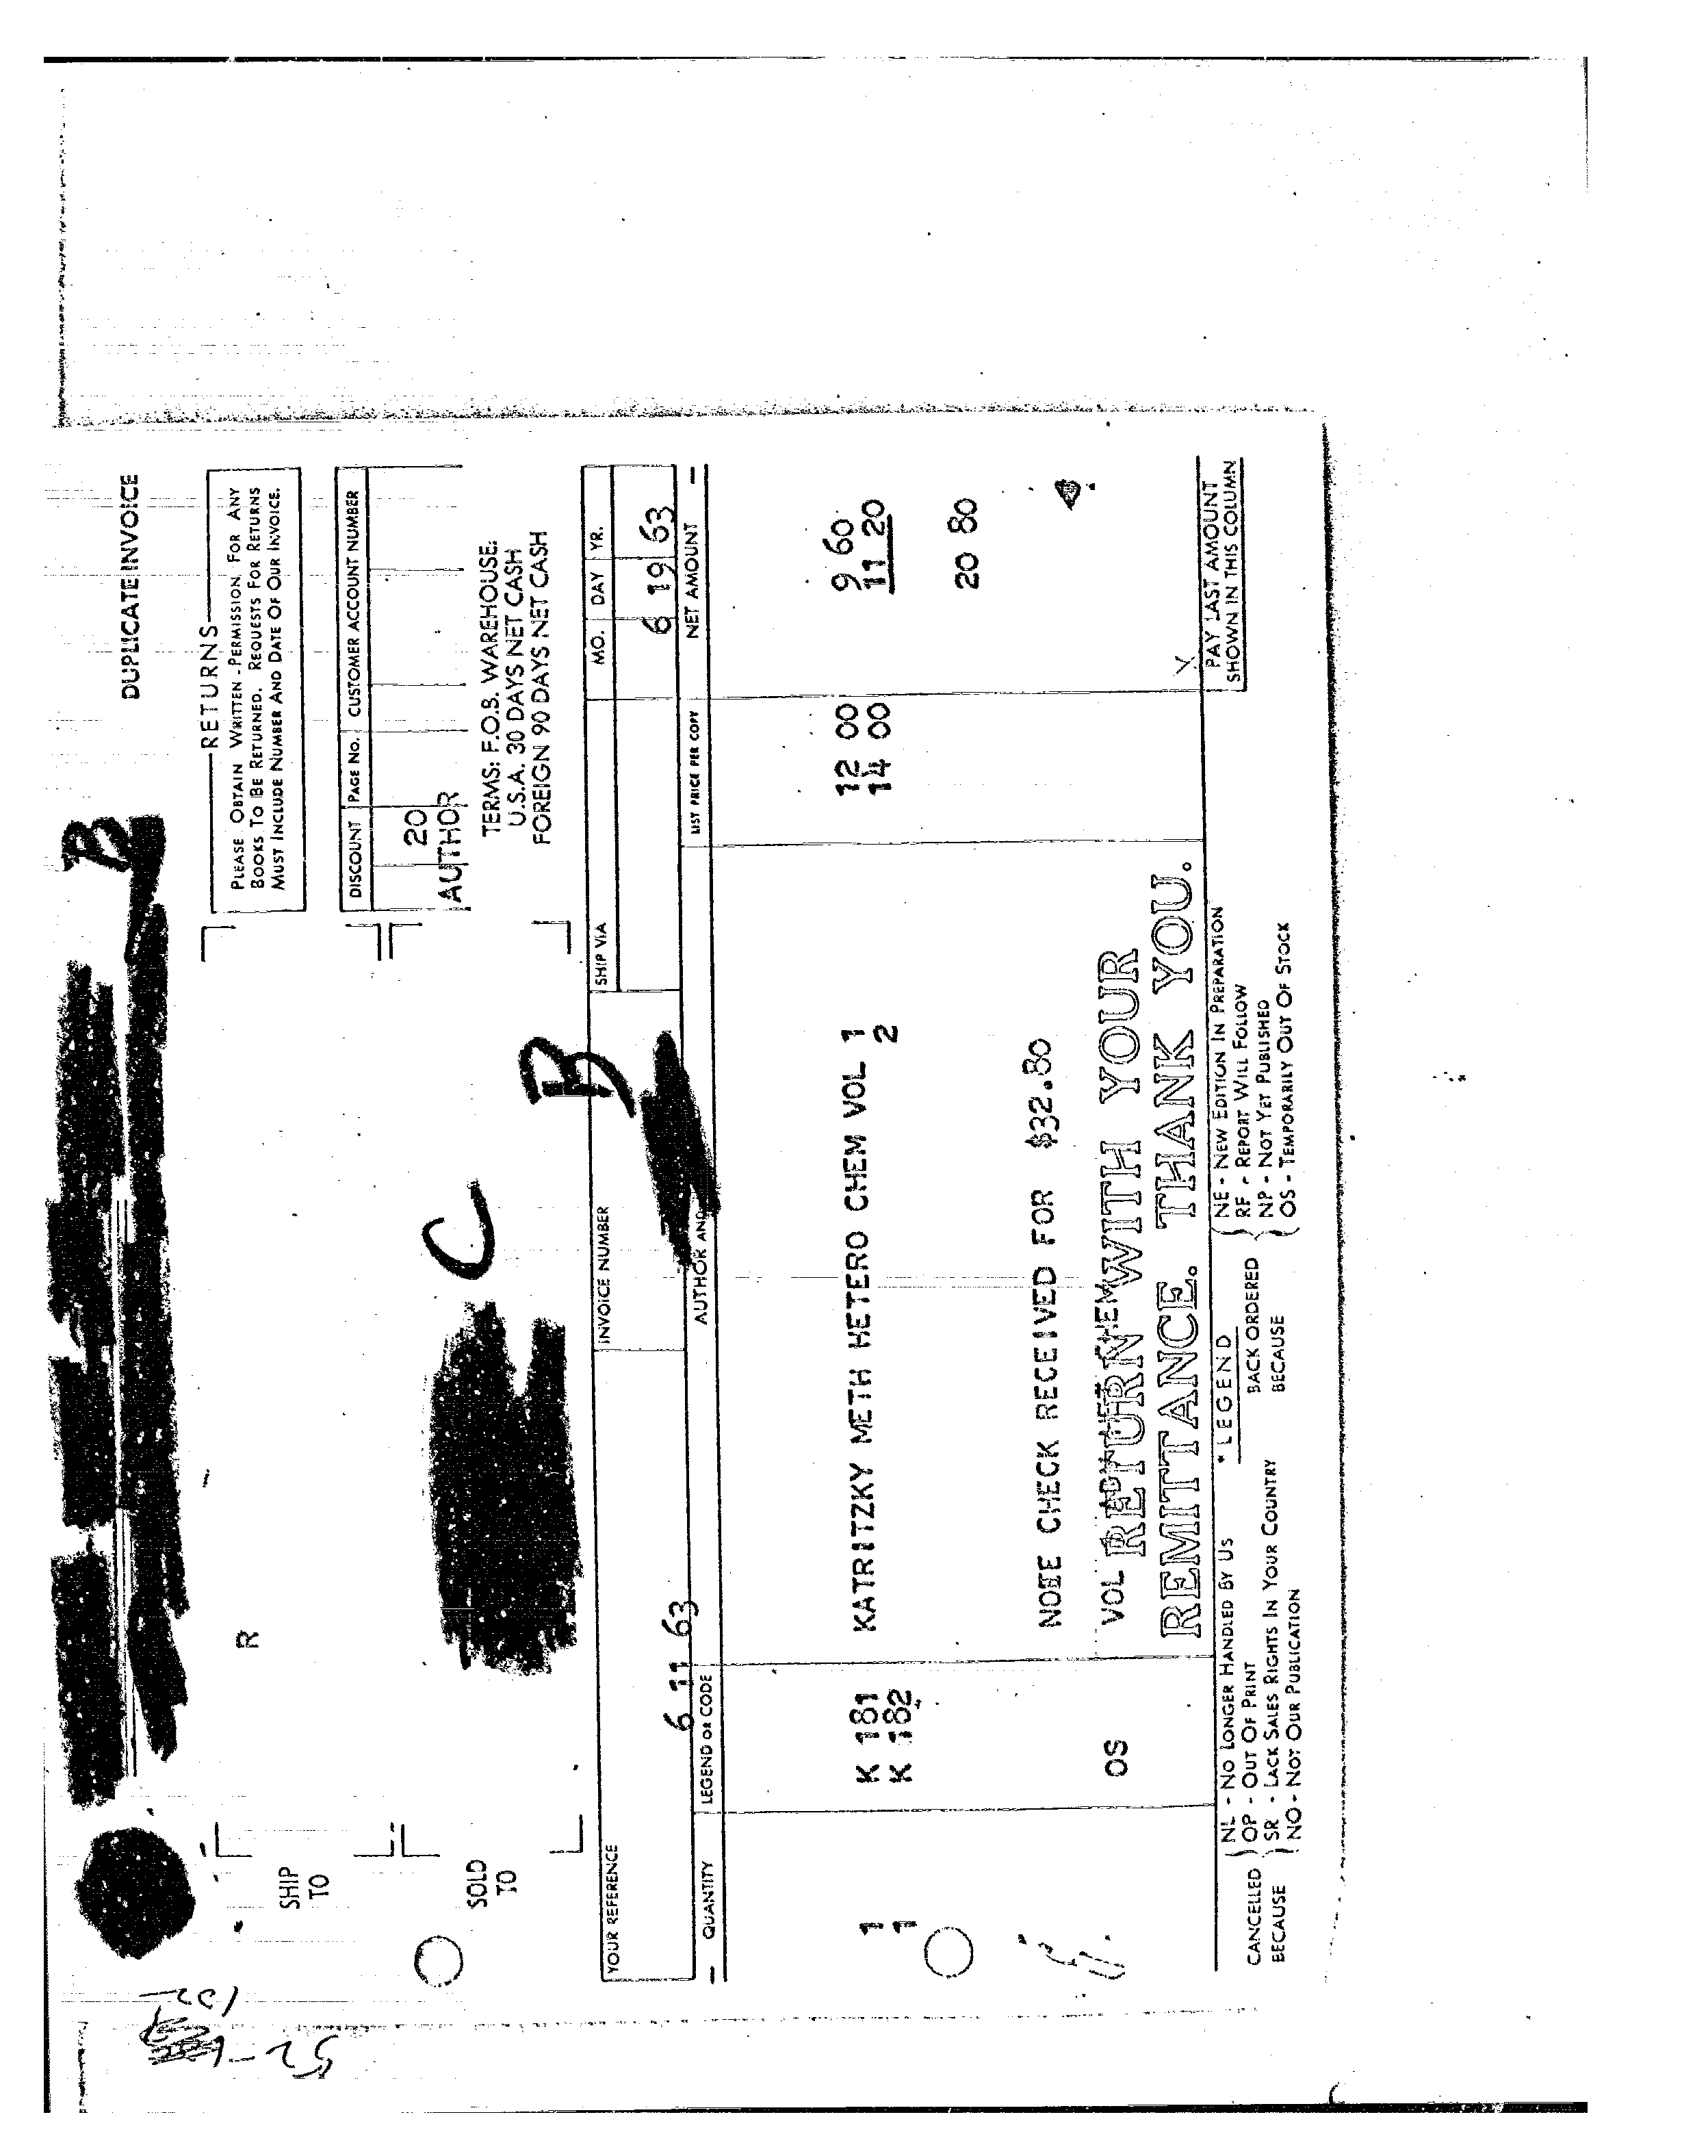 DUPLICATE INVOICE
B
RETURNS
PLEASE OBTAIN WRITTEN PERMISSION FOR ANY
BOOKS TO BE RETURNED. REQUESTS FOR RETURNS
MUST INCLUDE NUMBER AND DATE OF OUR INVOICE.
SHIP
TO
R
DISCOUNT PAGE NO. CUSTOMER ACCOUNT NUMBER
20
AUTHOR
SOLD
TO
C
TERMS: F.O.B. WAREHOUSE:
U.S.A. 30 DAYS NET CASH
FOREIGN 90 DAYS NET CASH
B
YOUR REFERENCE INVOICE NUMBER SHIP VIA MO. DAY YR.
6 11 63 6 19 63
QUANTITY LEGEND OR CODE AUTHOR AND LIST PRICE PER COPY NET AMOUNT
1 K 181 KATRITZKY METH HETERO CHEM VOL 1 12 00 9 60
1 K 182 2 14 00 11 20
20 80
NOTE CHECK RECEIVED FOR $32.80
OS VOL
RETURN WITH YOUR
REMITTANCE. THANK YOU.
PAY LAST AMOUNT
SHOWN IN THIS COLUMN
* LEGEND
CANCELLED
BECAUSE
NL - NO LONGER HANDLED BY US
OP - OUT OF PRINT
SR - LACK SALES RIGHTS IN YOUR COUNTRY
NO - NOT OUR PUBLICATION
BACK ORDERED
BECAUSE
NE - NEW EDITION IN PREPARATION
RF - REPORT WILL FOLLOW
NP - NOT YET PUBLISHED
OS - TEMPORARILY OUT OF STOCK